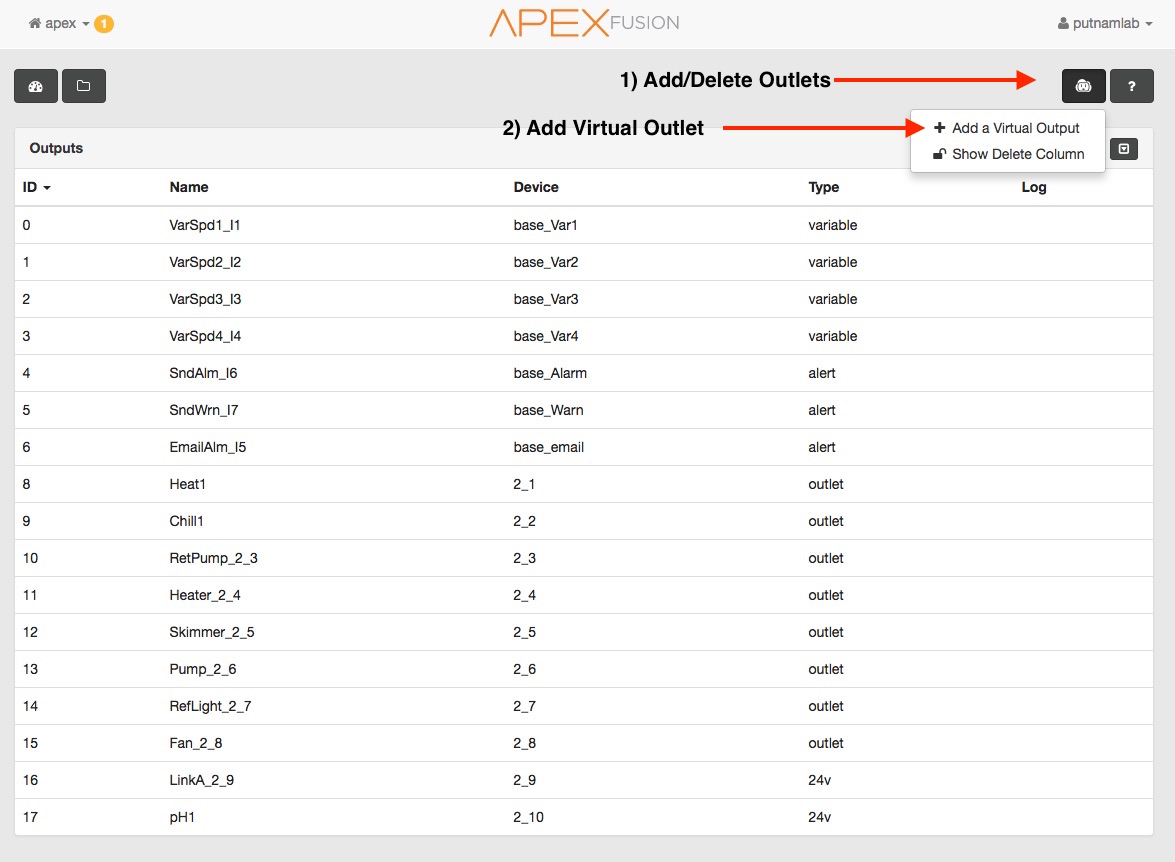 apex 1 APEX FUSION putnamlab
1) Add/Delete Outlets ?
2) Add Virtual Outlet Add a Virtual Output
Show Delete Column
Outputs
ID Name Device Type Log
0 VarSpd1_I1 base_Var1 variable
1 VarSpd2_I2 base_Var2 variable
2 VarSpd3_I3 base_Var3 variable
3 VarSpd4_I4 base_Var4 variable
4 SndAlm_I6 base_Alarm alert
5 SndWrn_I7 base_Warn alert
6 EmailAlm_I5 base_email alert
8 Heat1 2_1 outlet
9 Chill1 2_2 outlet
10 RetPump_2_3 2_3 outlet
11 Heater_2_4 2_4 outlet
12 Skimmer_2_5 2_5 outlet
13 Pump_2_6 2_6 outlet
14 RefLight_2_7 2_7 outlet
15 Fan_2_8 2_8 outlet
16 LinkA_2_9 2_9 24v
17 pH1 2_10 24v